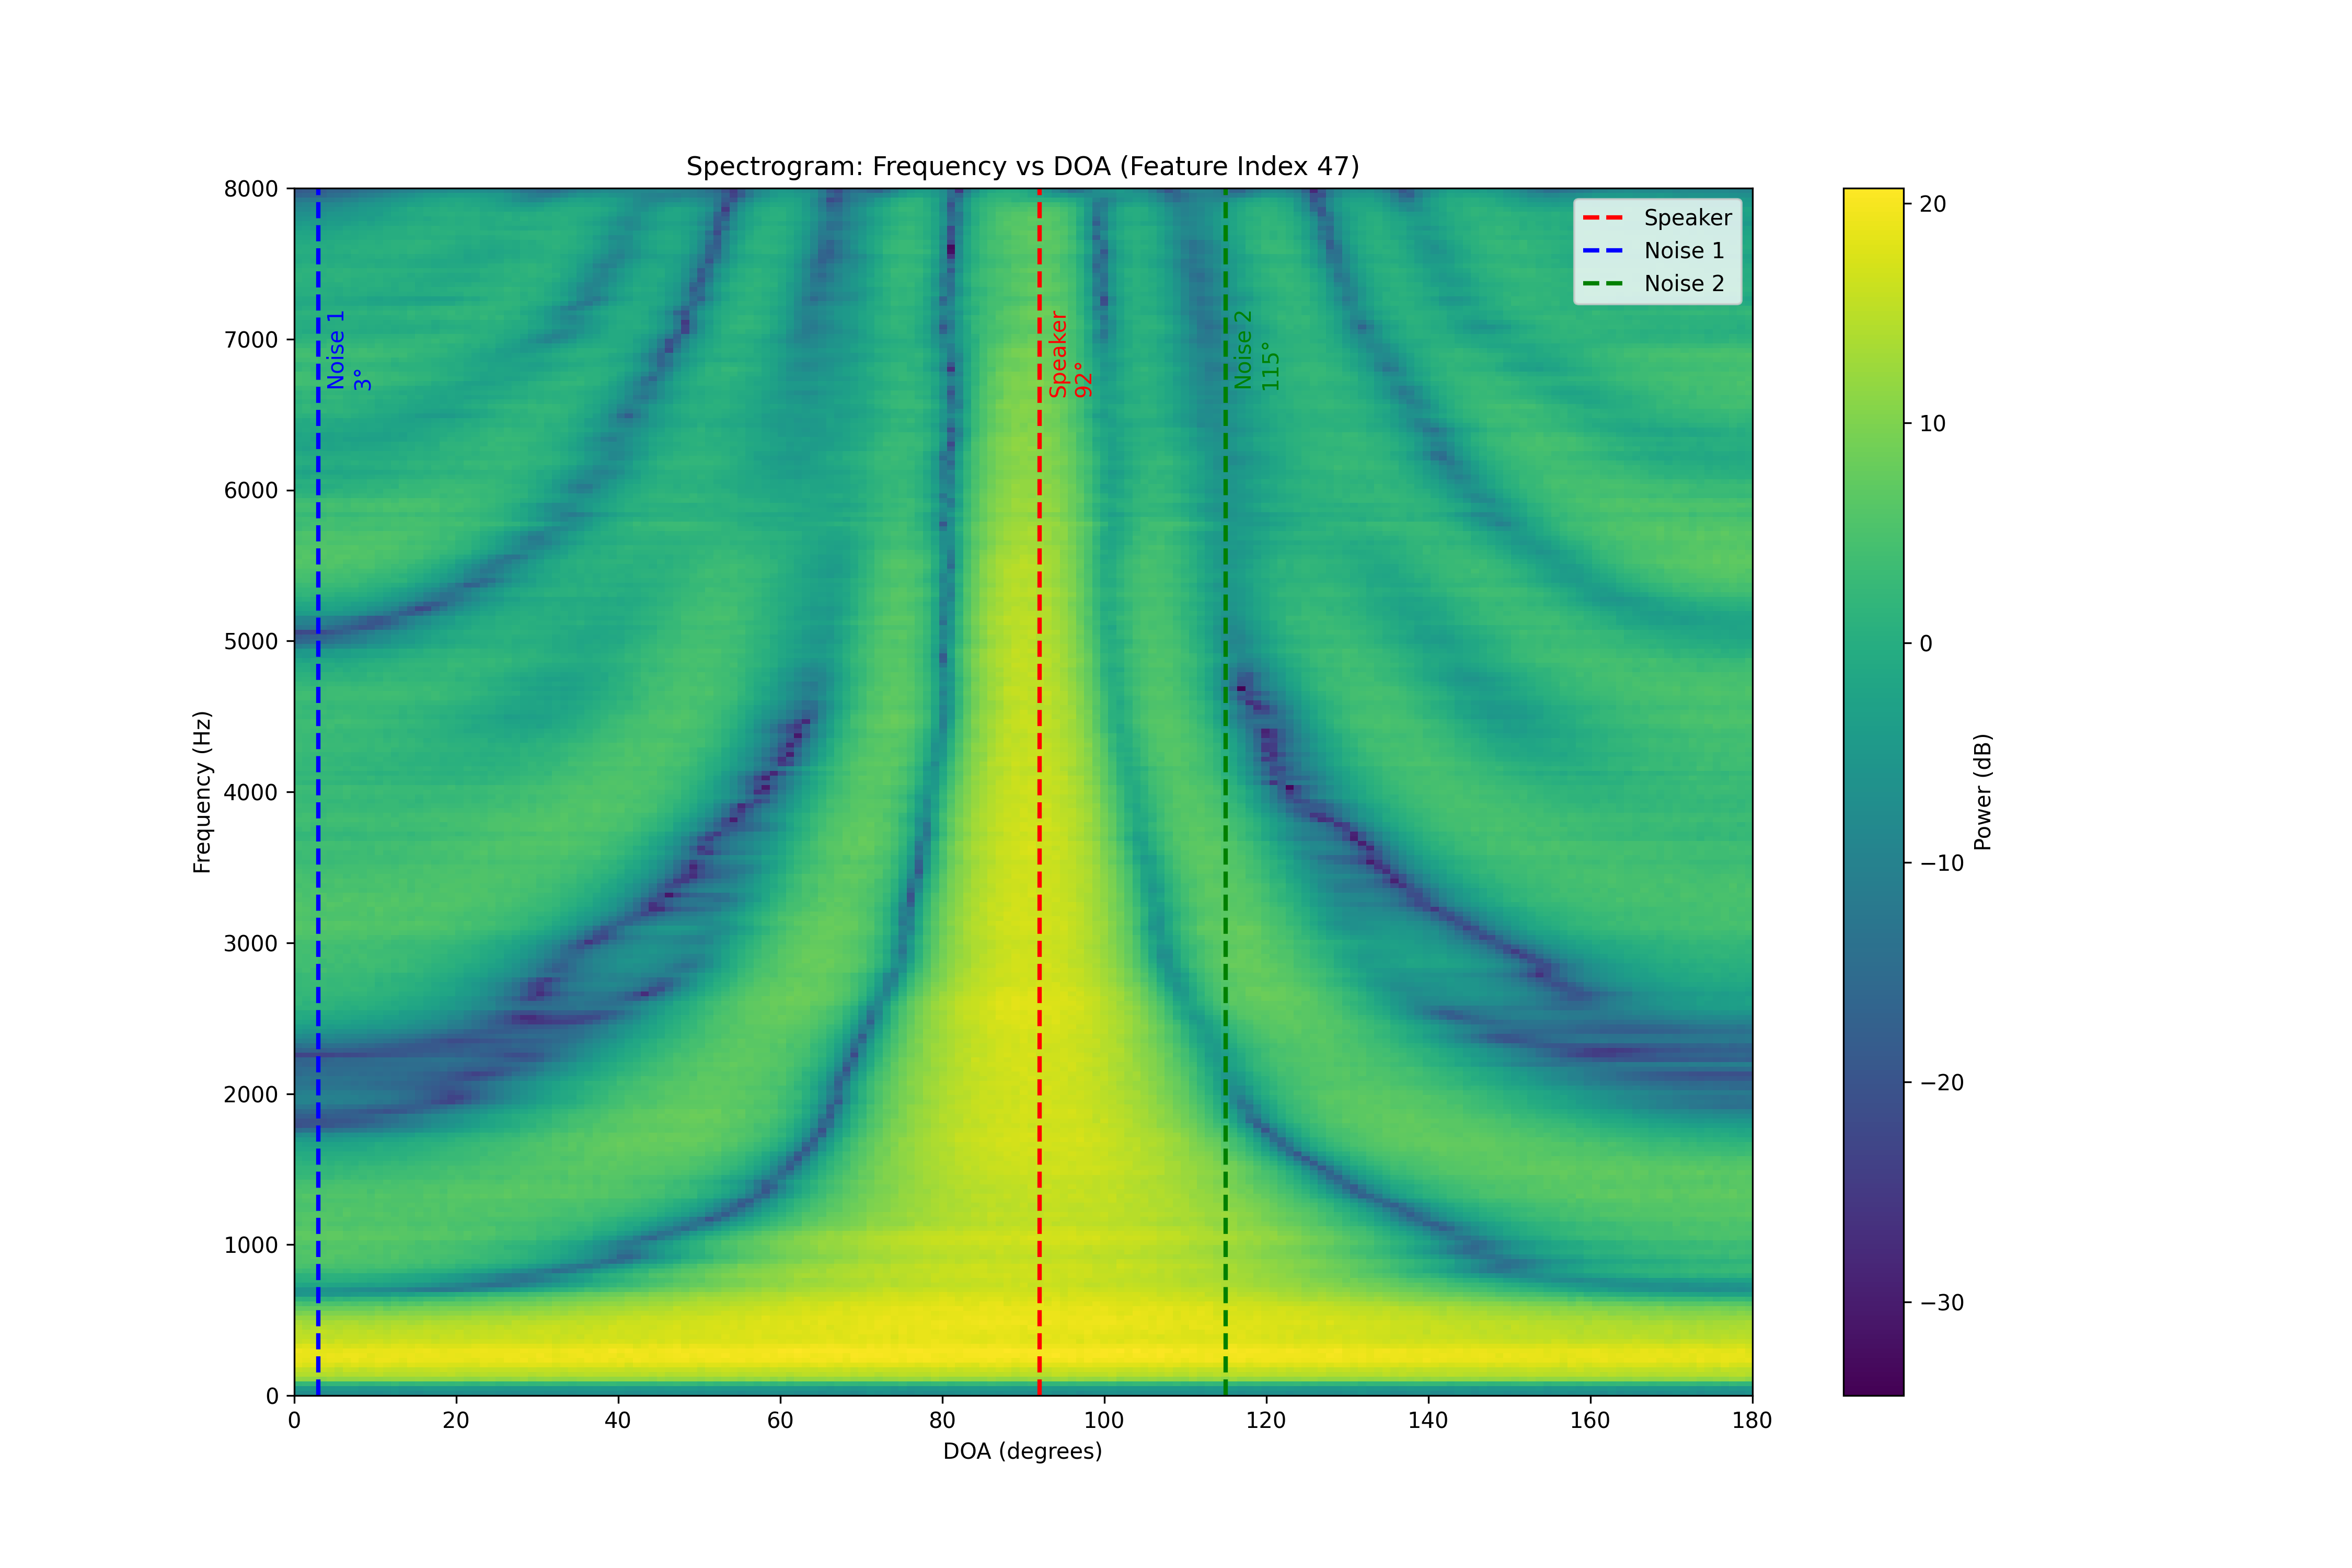 Spectrogram: Frequency vs DOA (Feature Index 47)
8000
7000
6000
5000
4000
3000
2000
1000
0
Frequency (Hz)
0
20
40
60
80
100
120
140
160
180
DOA (degrees)
Noise 1
3°
Speaker
92°
Noise 2
115°
Speaker
Noise 1
Noise 2
20
10
0
−10
−20
−30
Power (dB)